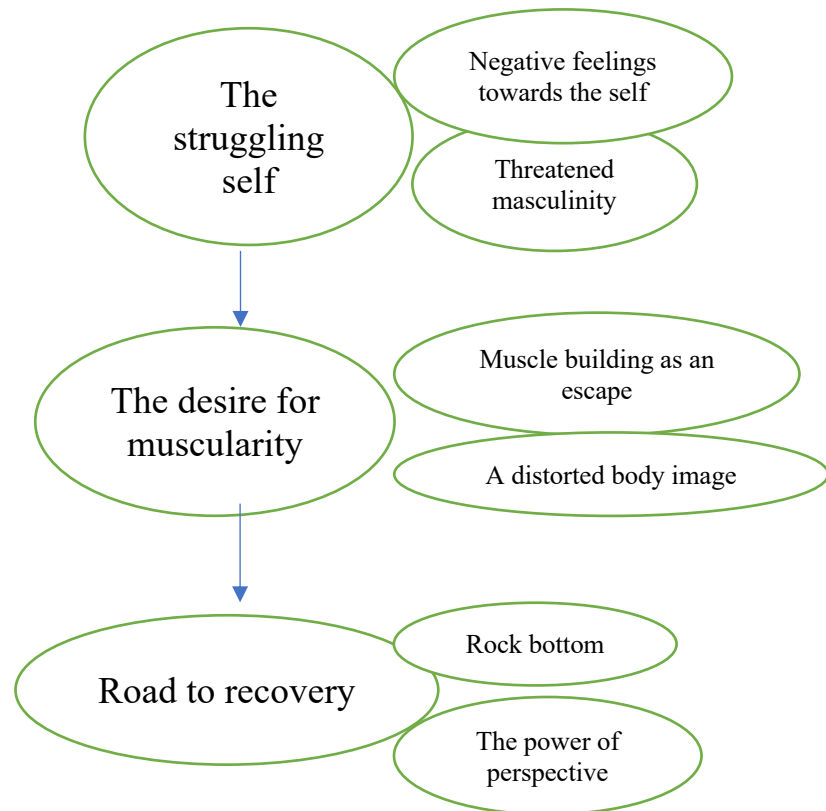 The
struggling
self
Negative feelings
towards the self
Threatened
masculinity
The desire for
muscularity
Muscle building as an
escape
A distorted body image
Road to recovery
Rock bottom
The power of
perspective